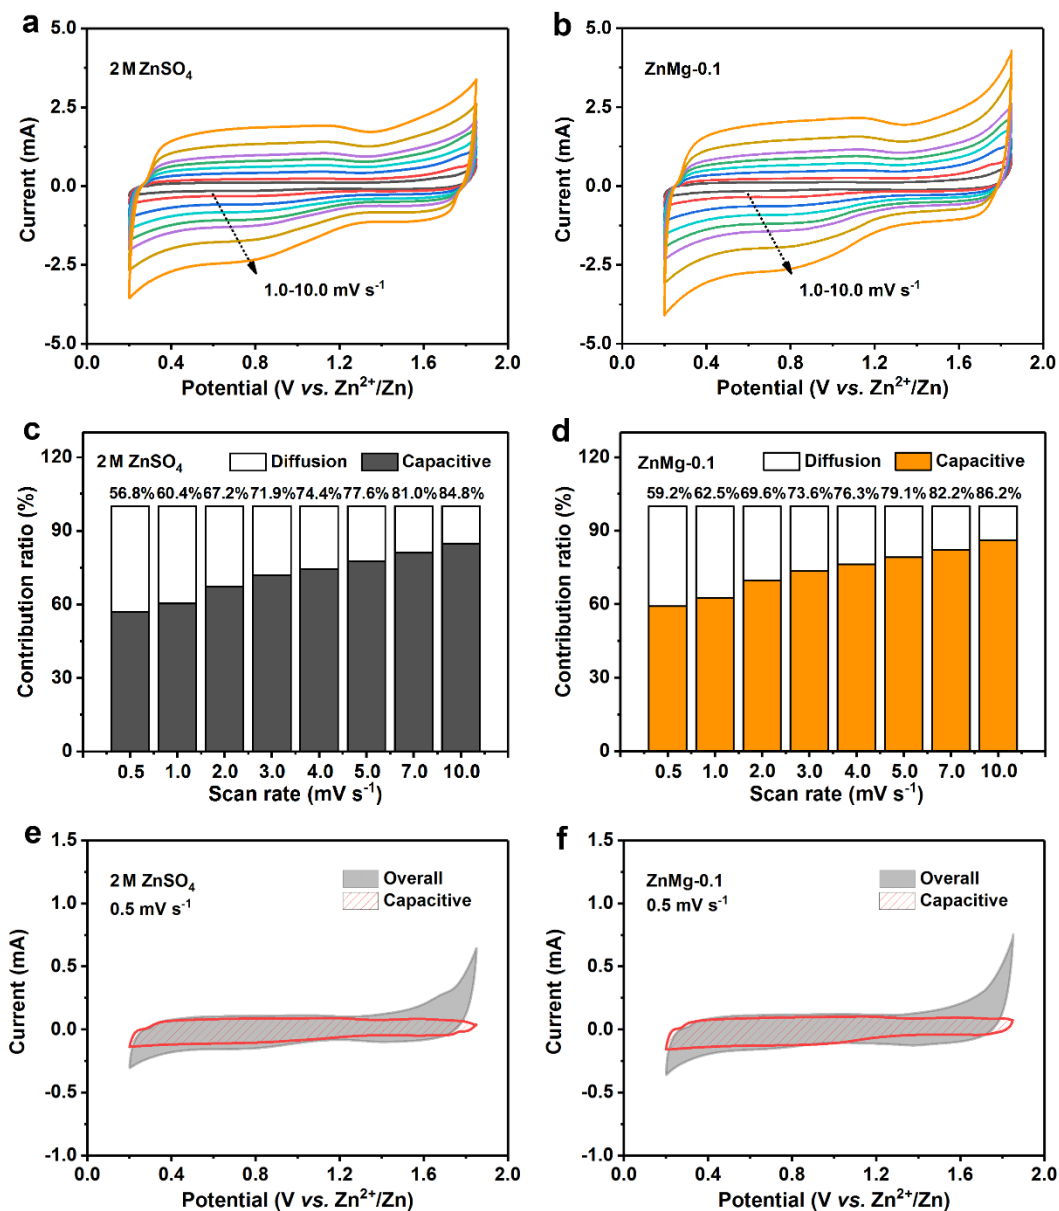 a
2 M ZnSO₄
5.0
2.5
0.0
-2.5
-5.0
Current (mA)
1.0-10.0 mV s⁻¹
0.0 0.4 0.8 1.2 1.6 2.0
Potential (V vs. Zn²⁺/Zn)
b
ZnMg-0.1
5.0
2.5
0.0
-2.5
-5.0
Current (mA)
1.0-10.0 mV s⁻¹
0.0 0.4 0.8 1.2 1.6 2.0
Potential (V vs. Zn²⁺/Zn)
c
2 M ZnSO₄ Diffusion Capacitive
56.8% 60.4% 67.2% 71.9% 74.4% 77.6% 81.0% 84.8%
120
90
60
30
0
Contribution ratio (%)
0.5 1.0 2.0 3.0 4.0 5.0 7.0 10.0
Scan rate (mV s⁻¹)
d
ZnMg-0.1 Diffusion Capacitive
59.2% 62.5% 69.6% 73.6% 76.3% 79.1% 82.2% 86.2%
120
90
60
30
0
Contribution ratio (%)
0.5 1.0 2.0 3.0 4.0 5.0 7.0 10.0
Scan rate (mV s⁻¹)
e
2 M ZnSO₄
0.5 mV s⁻¹
Overall
Capacitive
1.5
1.0
0.5
0.0
-0.5
-1.0
Current (mA)
0.0 0.4 0.8 1.2 1.6 2.0
Potential (V vs. Zn²⁺/Zn)
f
ZnMg-0.1
0.5 mV s⁻¹
Overall
Capacitive
1.5
1.0
0.5
0.0
-0.5
-1.0
Current (mA)
0.0 0.4 0.8 1.2 1.6 2.0
Potential (V vs. Zn²⁺/Zn)